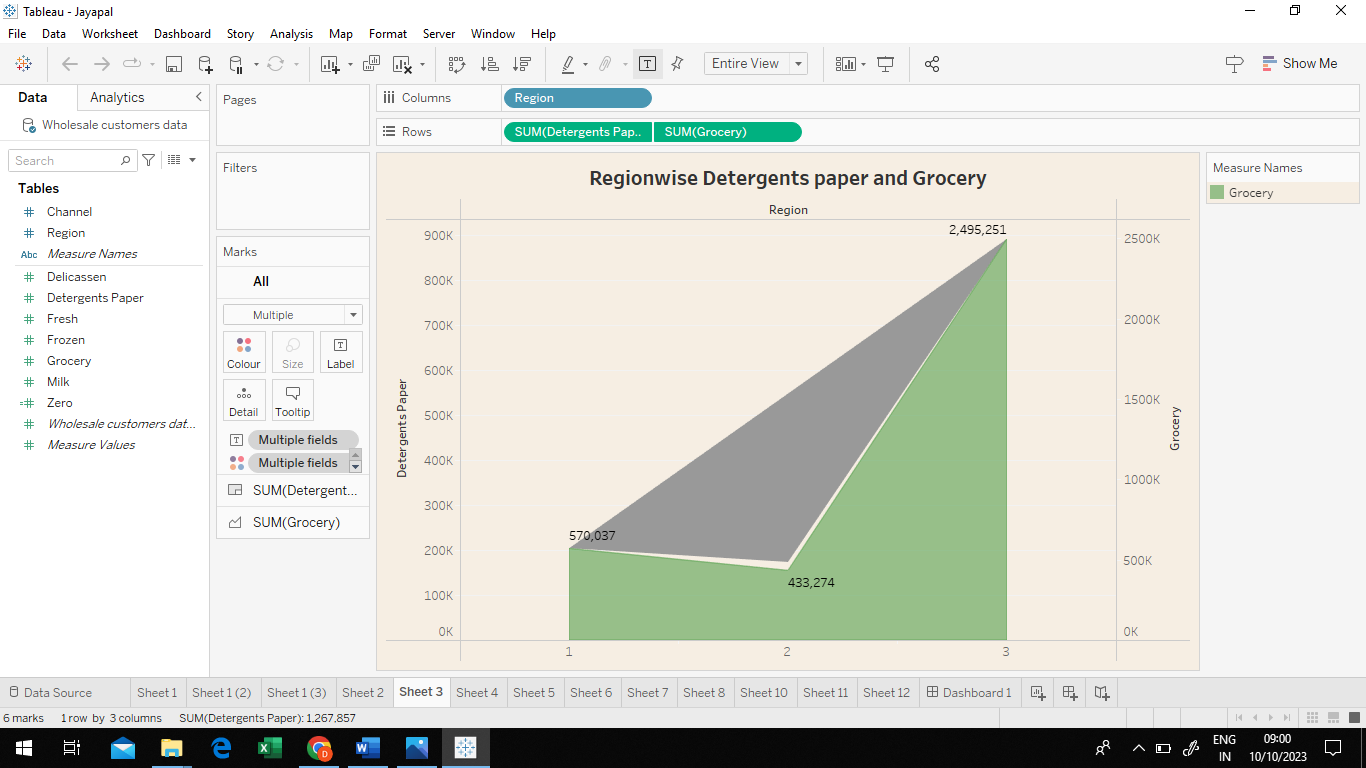 Tableau - Jayapal
File Data Worksheet Dashboard Story Analysis Map Format Server Window Help
Entire View
Show Me
Data Analytics
Wholesale customers data
Search
Tables
Channel
Region
Abc Measure Names
Delicassen
Detergents Paper
Fresh
Frozen
Grocery
Milk
Zero
Wholesale customers dat...
Measure Values
Pages
Filters
Marks
All
Multiple
Colour Size Label
Detail Tooltip
Multiple fields
Multiple fields
SUM(Detergent...
SUM(Grocery)
Columns Region
Rows SUM(Detergents Pap.. SUM(Grocery)
Regionwise Detergents paper and Grocery
Region
900K
800K
700K
600K
500K
400K
300K
200K
100K
0K
Detergents Paper
2,495,251
570,037
433,274
1 2 3
2500K
2000K
1500K
1000K
500K
0K
Grocery
Measure Names
Grocery
Data Source Sheet 1 Sheet 1 (2) Sheet 1 (3) Sheet 2 Sheet 3 Sheet 4 Sheet 5 Sheet 6 Sheet 7 Sheet 8 Sheet 10 Sheet 11 Sheet 12 Dashboard 1
6 marks 1 row by 3 columns SUM(Detergents Paper): 1,267,857
ENG
IN
09:00
10/10/2023